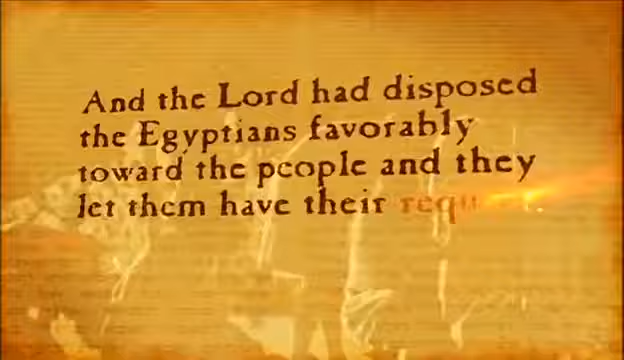 And the Lord had disposed
the Egyptians favorably
toward the people and they
let them have their